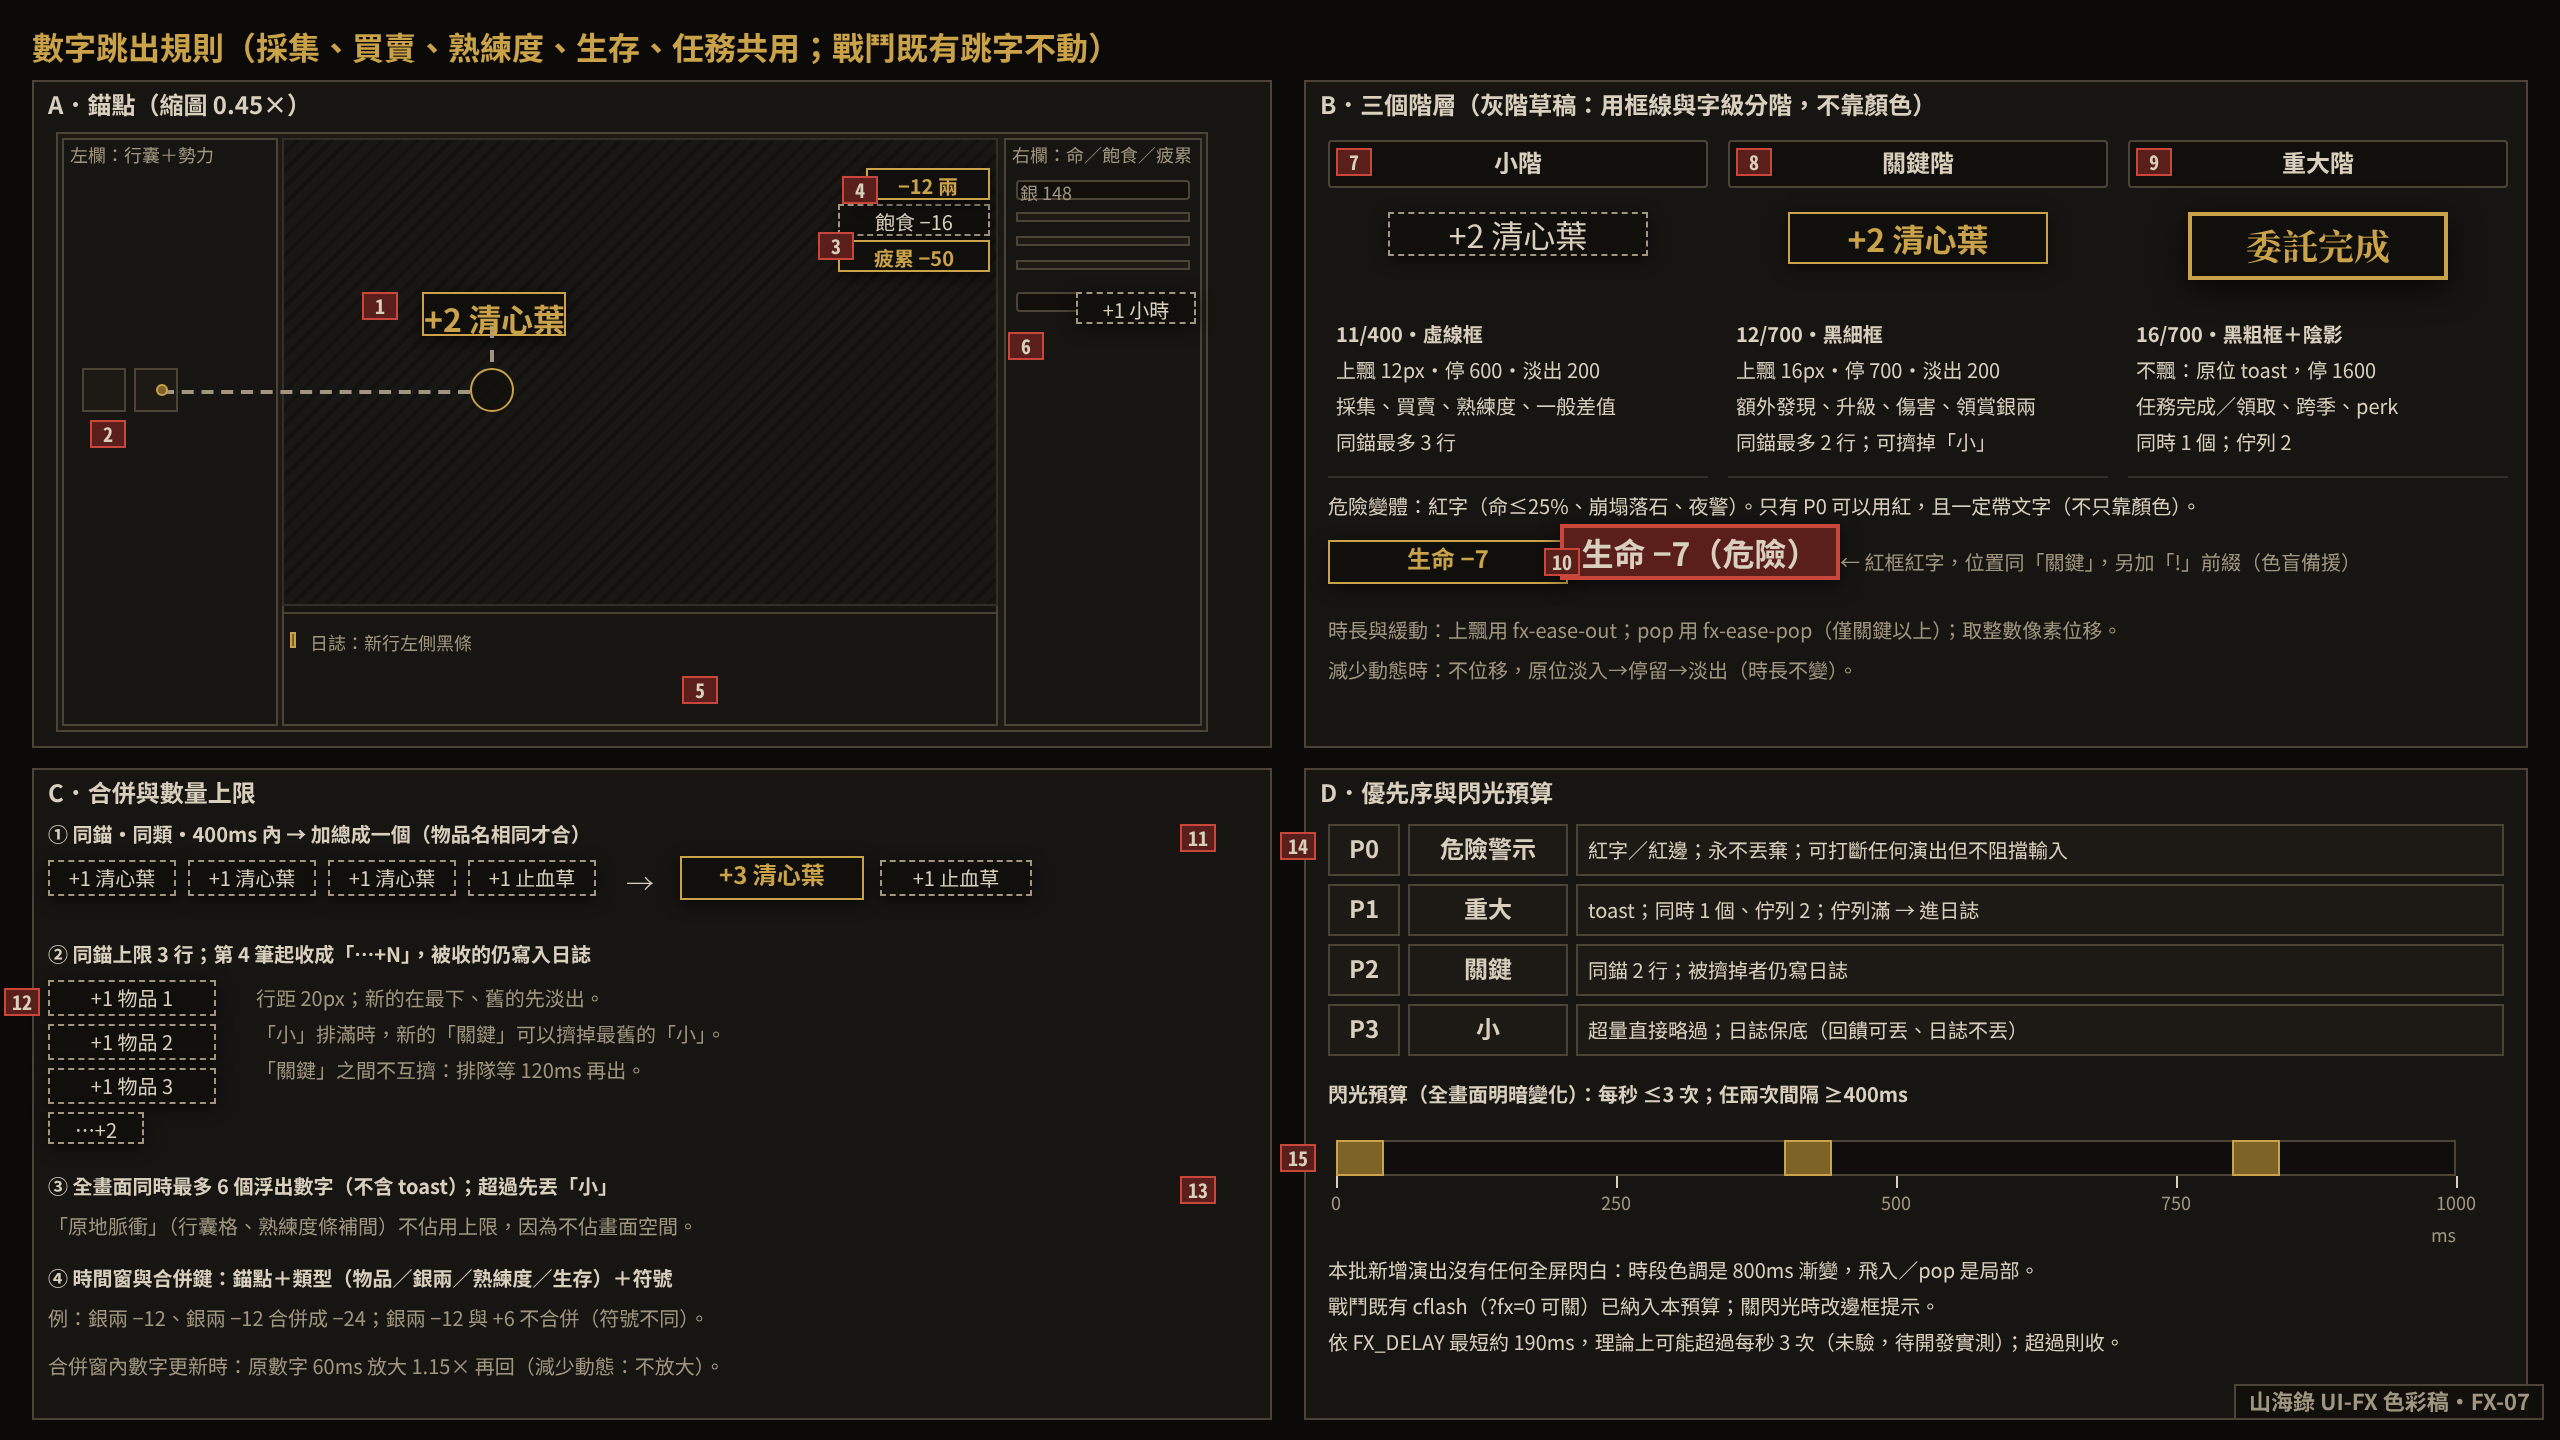 數字跳出規則（採集、買賣、熟練度、生存、任務共用；戰鬥既有跳字不動）
A・錨點（縮圖 0.45×）
左欄：行囊＋勢力
右欄：命／飽食／疲累
4
−12 兩
銀 148
飽食 −16
3
疲累 −50
1
+2 清心葉
+1 小時
6
2
日誌：新行左側黑條
5
B・三個階層（灰階草稿：用框線與字級分階，不靠顏色）
7
小階
8
關鍵階
9
重大階
+2 清心葉
+2 清心葉
委託完成
11/400・虛線框
上飄 12px・停 600・淡出 200
採集、買賣、熟練度、一般差值
同錨最多 3 行
12/700・黑細框
上飄 16px・停 700・淡出 200
額外發現、升級、傷害、領賞銀兩
同錨最多 2 行；可擠掉「小」
16/700・黑粗框＋陰影
不飄：原位 toast，停 1600
任務完成／領取、跨季、perk
同時 1 個；佇列 2
危險變體：紅字（命≤25%、崩塌落石、夜警）。只有 P0 可以用紅，且一定帶文字（不只靠顏色）。
生命 −7
10
生命 −7（危險）
← 紅框紅字，位置同「關鍵」，另加「!」前綴（色盲備援）
時長與緩動：上飄用 fx-ease-out；pop 用 fx-ease-pop（僅關鍵以上）；取整數像素位移。
減少動態時：不位移，原位淡入→停留→淡出（時長不變）。
C・合併與數量上限
① 同錨・同類・400ms 內 → 加總成一個（物品名相同才合）
11
+1 清心葉
+1 清心葉
+1 清心葉
+1 止血草
→
+3 清心葉
+1 止血草
② 同錨上限 3 行；第 4 筆起收成「…+N」，被收的仍寫入日誌
12
+1 物品 1
+1 物品 2
+1 物品 3
…+2
行距 20px；新的在最下、舊的先淡出。
「小」排滿時，新的「關鍵」可以擠掉最舊的「小」。
「關鍵」之間不互擠：排隊等 120ms 再出。
③ 全畫面同時最多 6 個浮出數字（不含 toast）；超過先丟「小」
13
「原地脈衝」（行囊格、熟練度條補間）不佔用上限，因為不佔畫面空間。
④ 時間窗與合併鍵：錨點＋類型（物品／銀兩／熟練度／生存）＋符號
例：銀兩 −12、銀兩 −12 合併成 −24；銀兩 −12 與 +6 不合併（符號不同）。
合併窗內數字更新時：原數字 60ms 放大 1.15× 再回（減少動態：不放大）。
D・優先序與閃光預算
14
P0
危險警示
紅字／紅邊；永不丟棄；可打斷任何演出但不阻擋輸入
P1
重大
toast；同時 1 個、佇列 2；佇列滿 → 進日誌
P2
關鍵
同錨 2 行；被擠掉者仍寫日誌
P3
小
超量直接略過；日誌保底（回饋可丟、日誌不丟）
閃光預算（全畫面明暗變化）：每秒 ≤3 次；任兩次間隔 ≥400ms
15
0
250
500
750
1000
ms
本批新增演出沒有任何全屏閃白：時段色調是 800ms 漸變，飛入／pop 是局部。
戰鬥既有 cflash（?fx=0 可關）已納入本預算；關閃光時改邊框提示。
依 FX_DELAY 最短約 190ms，理論上可能超過每秒 3 次（未驗，待開發實測）；超過則收。
山海錄 UI-FX 色彩稿・FX-07